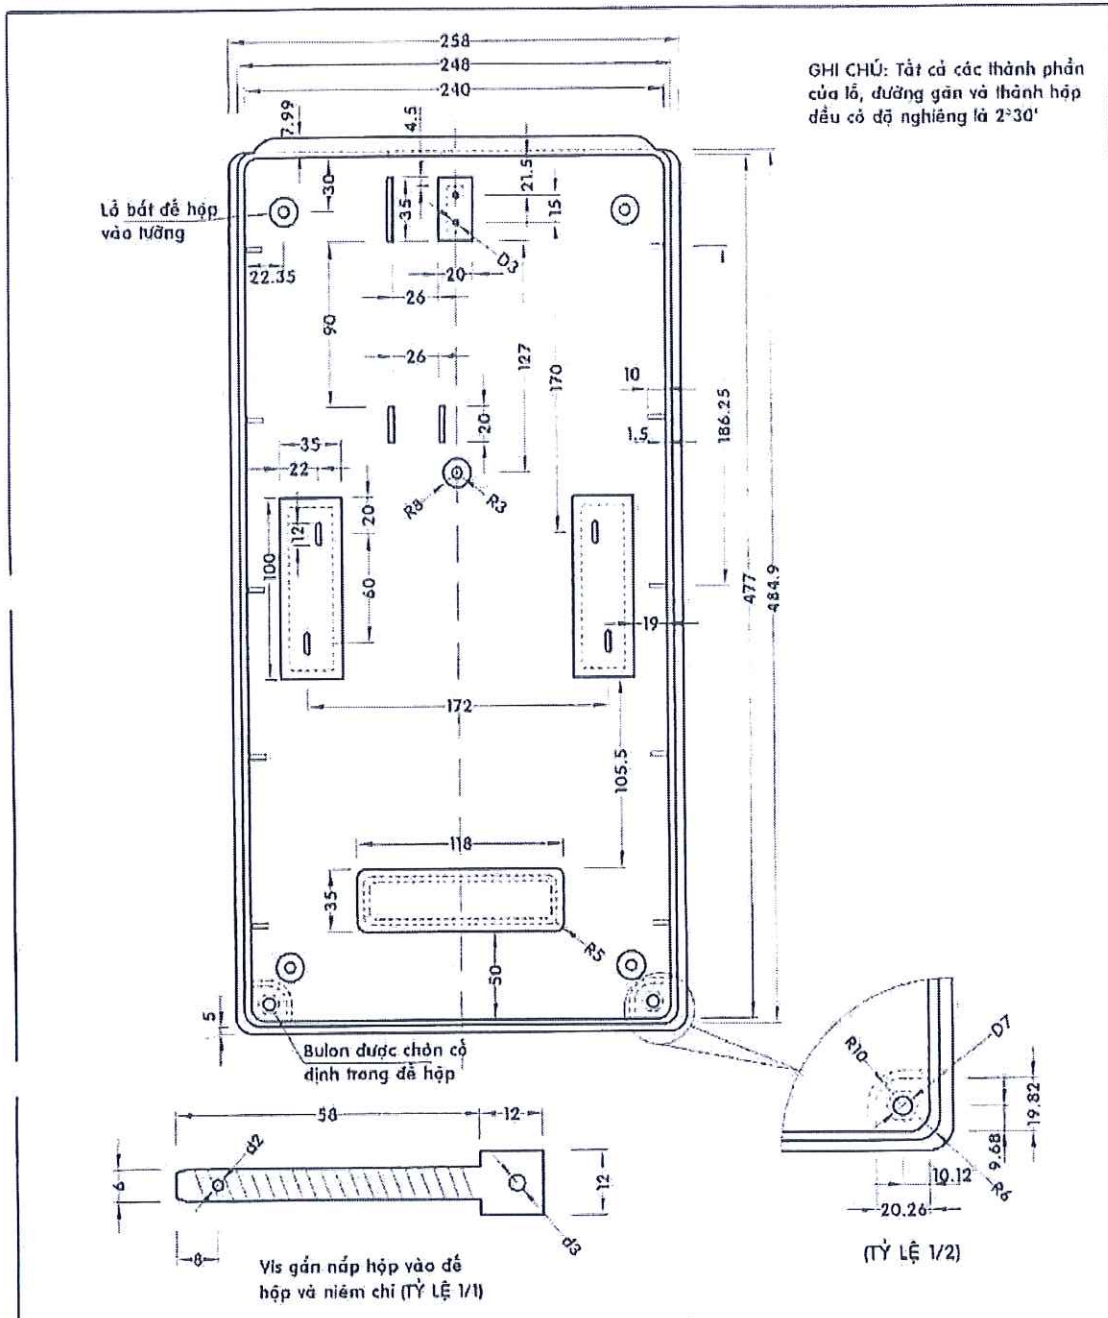 258
248
240
GHI CHÚ: Tất cả các thành phần
của lỗ, đường gân và thành hộp
đều có độ nghiêng là 2°30'
7.99
4.5
30
35
21.5
15
Lỗ bắt đế hộp
vào tường
D3
20
22.35
26
90
26
127
170
10
186.25
20
1.5
35
22
R8
R3
20
12
100
60
477
484.9
19
172
105.5
118
35
R5
50
5
Bulon được chôn cố
định trong đế hộp
R10
D7
19.82
9.68
10.12
R6
20.26
(TỶ LỆ 1/2)
58
12
d2
6
12
8
d3
Vis gắn nắp hộp vào đế
hộp và niêm chì (TỶ LỆ 1/1)